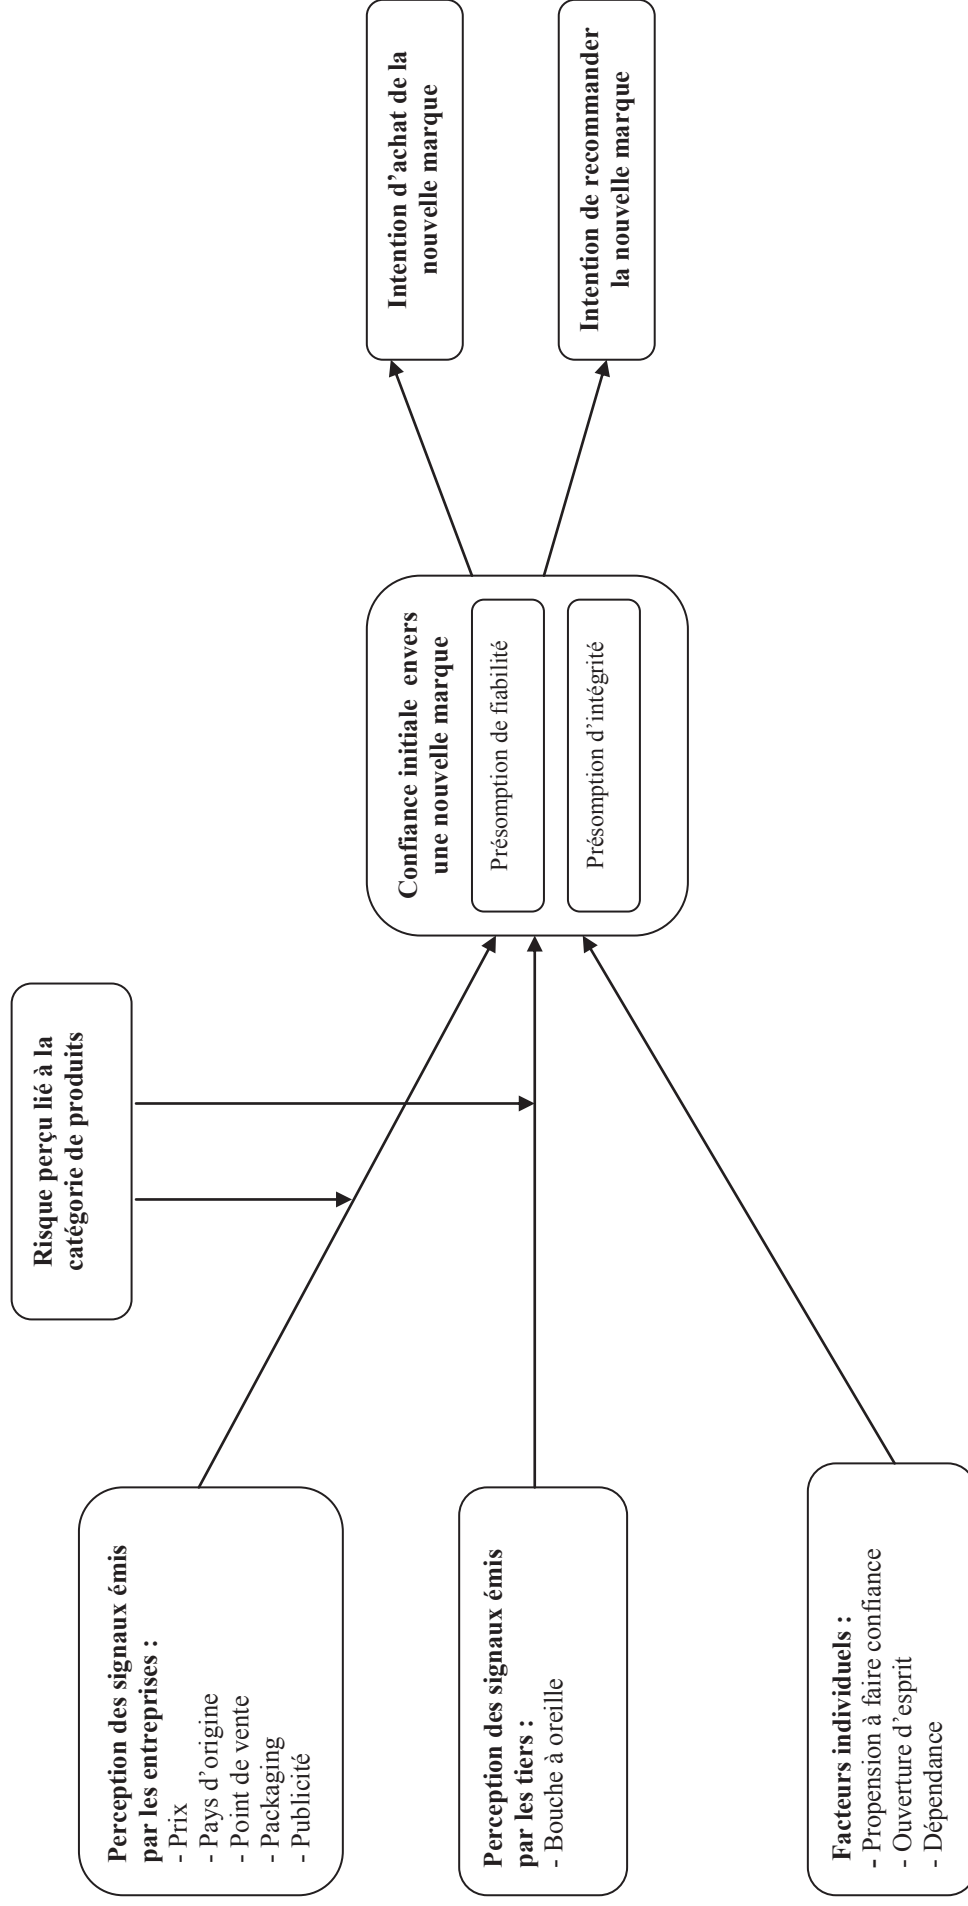 Risque perçu lié à la
catégorie de produits
Perception des signaux émis
par les entreprises :
- Prix
- Pays d’origine
- Point de vente
- Packaging
- Publicité
Perception des signaux émis
par les tiers :
- Bouche à oreille
Facteurs individuels :
- Propension à faire confiance
- Ouverture d’esprit
- Dépendance
Confiance initiale envers
une nouvelle marque
Présomption de fiabilité
Présomption d’intégrité
Intention d’achat de la
nouvelle marque
Intention de recommander
la nouvelle marque